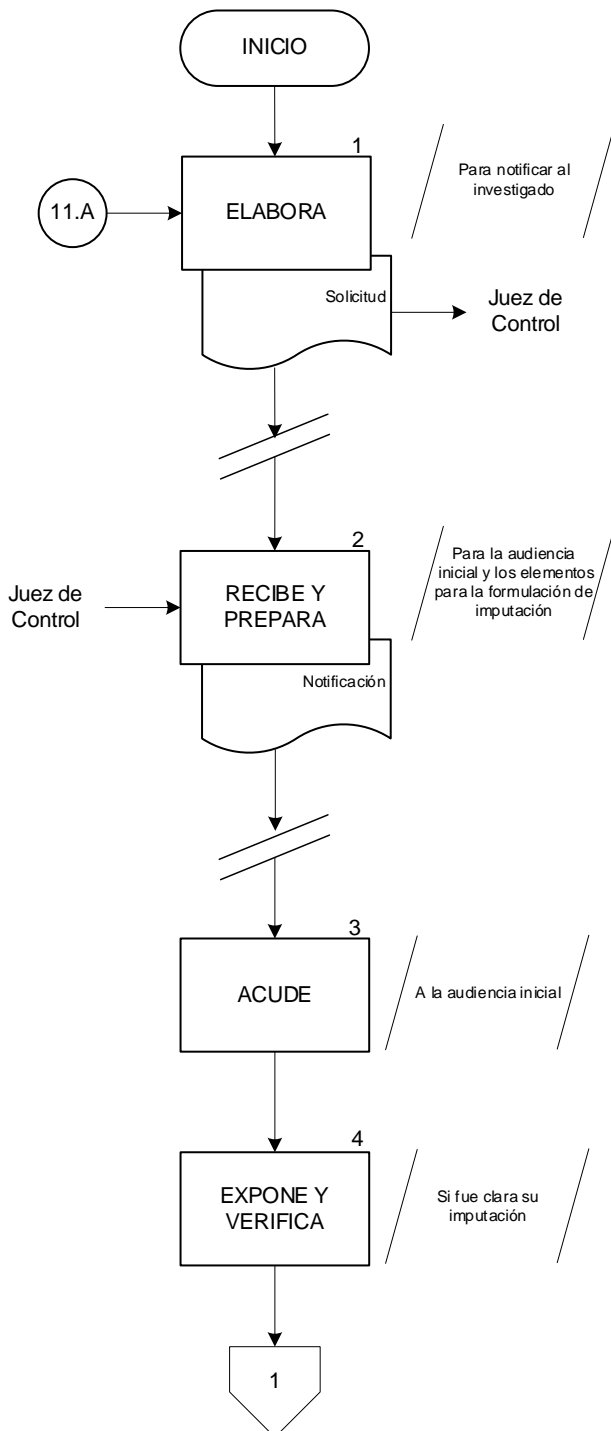 INICIO
1
Para notificar al
investigado
11.A
ELABORA
Solicitud
Juez de
Control
2
Para la audiencia
inicial y los elementos
para la formulación de
imputación
Juez de
Control
RECIBE Y
PREPARA
Notificación
3
ACUDE
A la audiencia inicial
4
EXPONE Y
VERIFICA
Si fue clara su
imputación
1